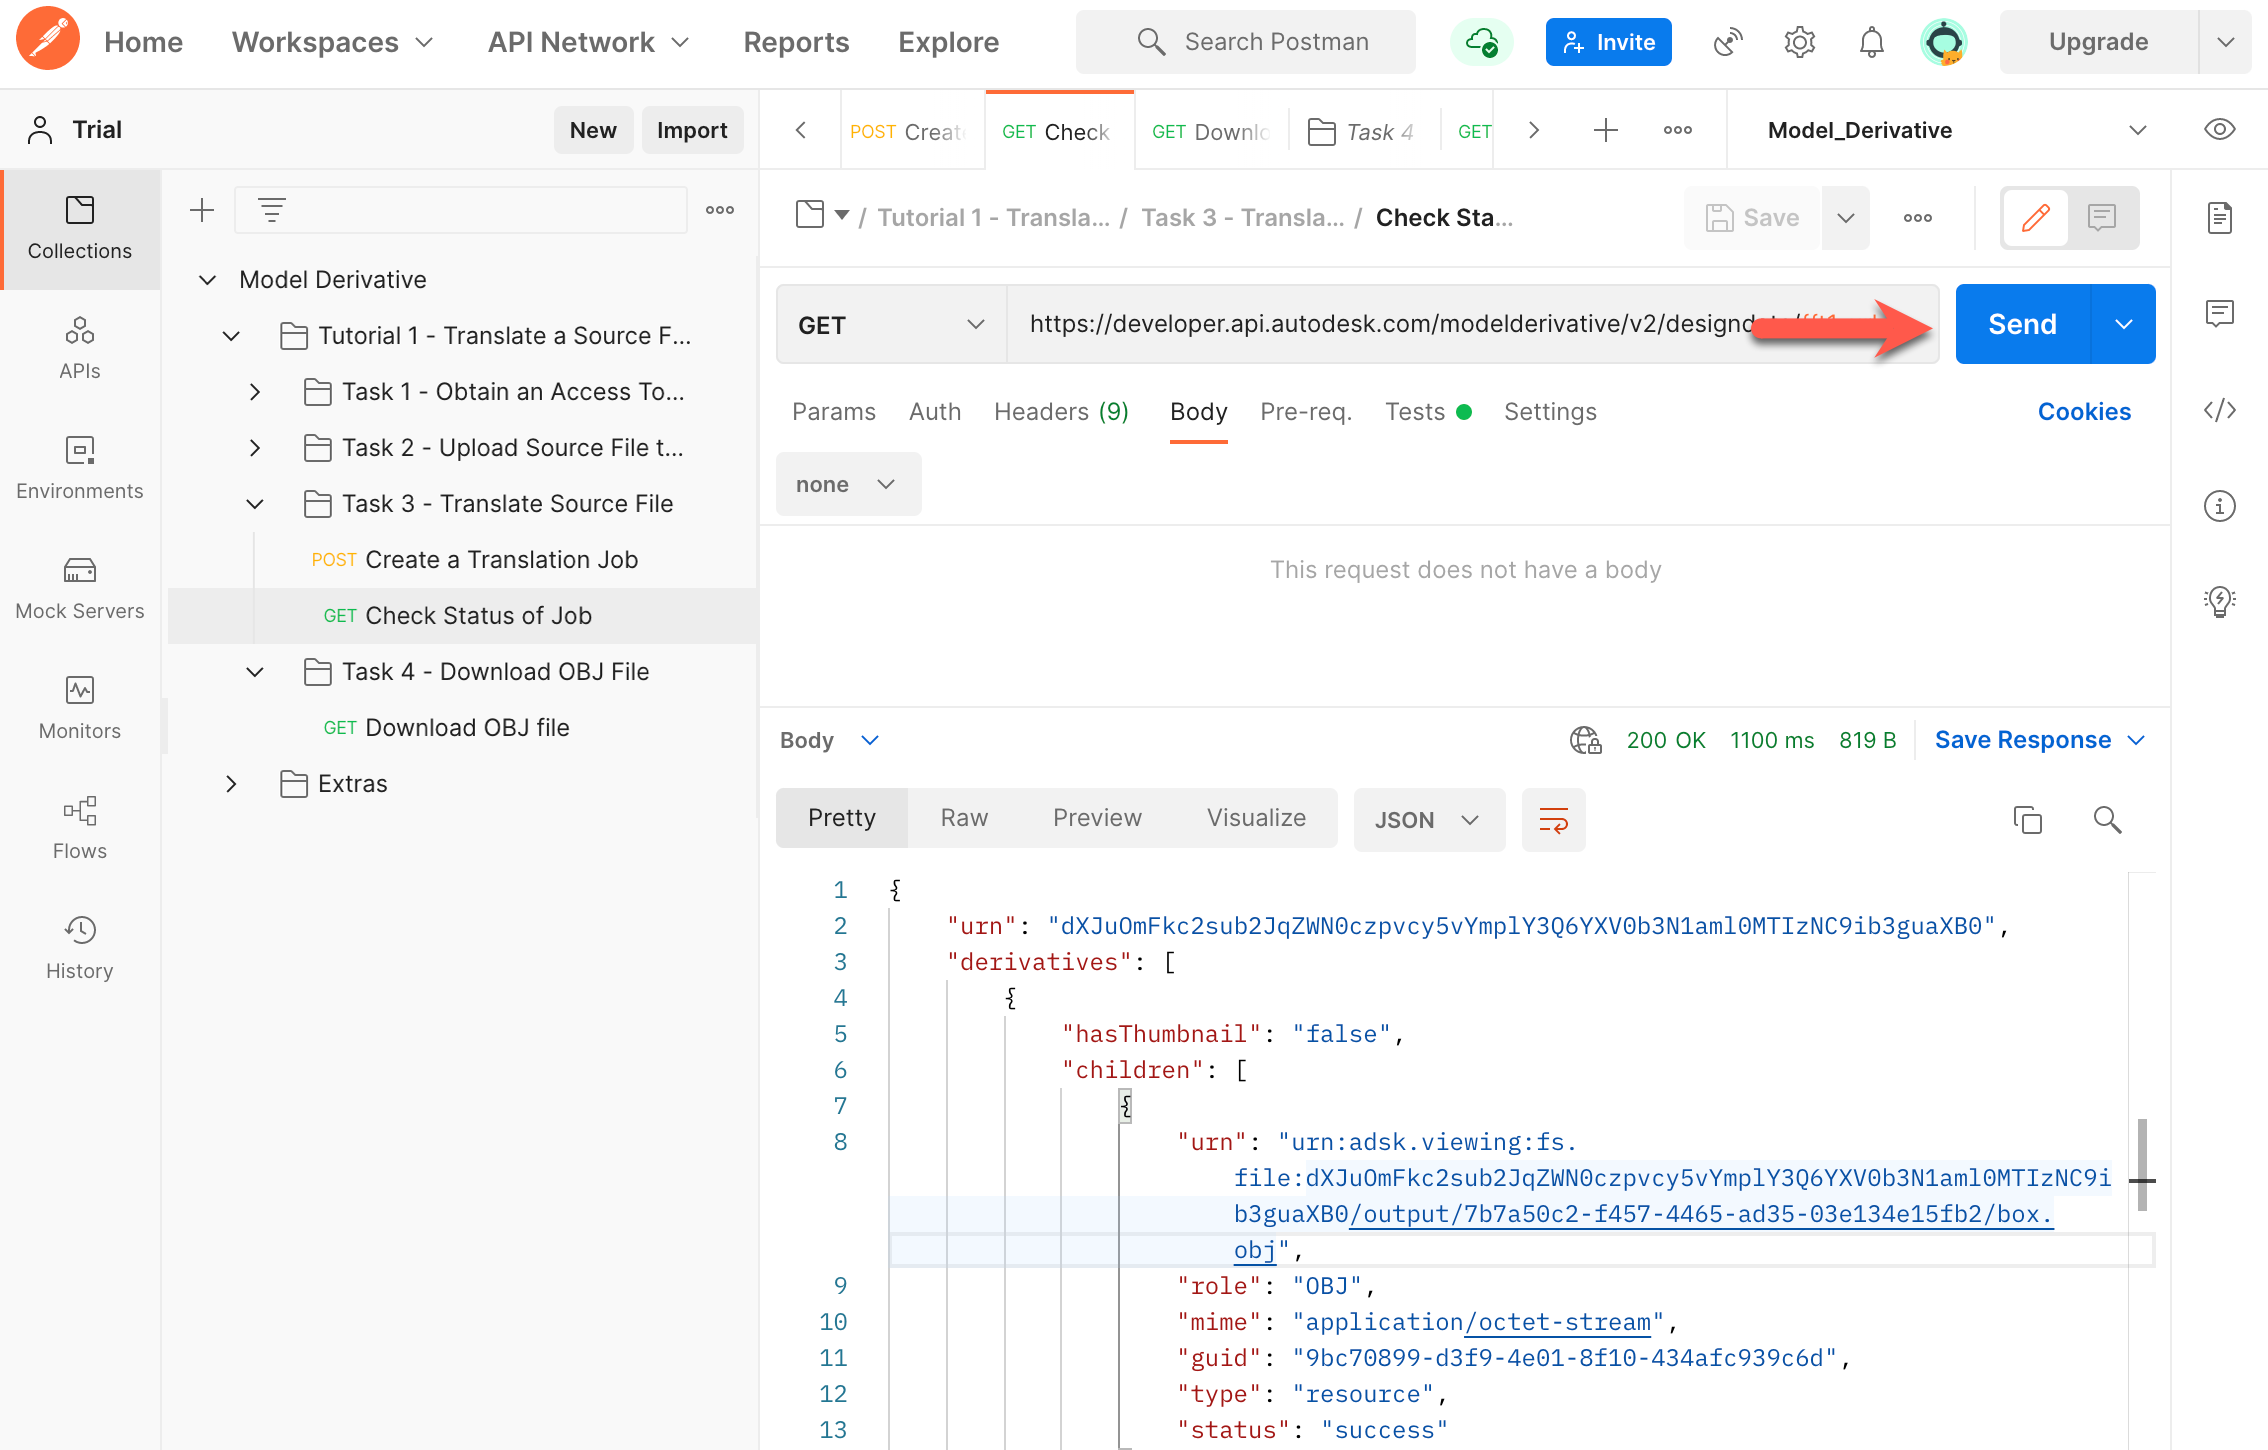 Home Workspaces API Network Reports Explore Search Postman Invite Upgrade
Trial New Import
POST Creat GET Check GET Downl Task 4 GET Model_Derivative
Collections
APIs
Environments
Mock Servers
Monitors
Flows
History
Model Derivative
Tutorial 1 - Translate a Source F...
Task 1 - Obtain an Access To...
Task 2 - Upload Source File t...
Task 3 - Translate Source File
POST Create a Translation Job
GET Check Status of Job
Task 4 - Download OBJ File
GET Download OBJ file
Extras
/ Tutorial 1 - Transla... / Task 3 - Transla... / Check Sta... Save
GET https://developer.api.autodesk.com/modelderivative/v2/designdata/ Send
Params Auth Headers (9) Body Pre-req. Tests Settings Cookies
none
This request does not have a body
Body 200 OK 1100 ms 819 B Save Response
Pretty Raw Preview Visualize JSON
1 {
2 "urn": "dXJuOmFkc2sub2JqZWN0czpvcy5vYmplY3Q6YXV0b3N1aml0MTIzNC9ib3guaXB0",
3 "derivatives": [
4 {
5 "hasThumbnail": "false",
6 "children": [
7 {
8 "urn": "urn:adsk.viewing:fs.
file:dXJuOmFkc2sub2JqZWN0czpvcy5vYmplY3Q6YXV0b3N1aml0MTIzNC9i
b3guaXB0/output/7b7a50c2-f457-4465-ad35-03e134e15fb2/box.
obj",
9 "role": "OBJ",
10 "mime": "application/octet-stream",
11 "guid": "9bc70899-d3f9-4e01-8f10-434afc939c6d",
12 "type": "resource",
13 "status": "success"